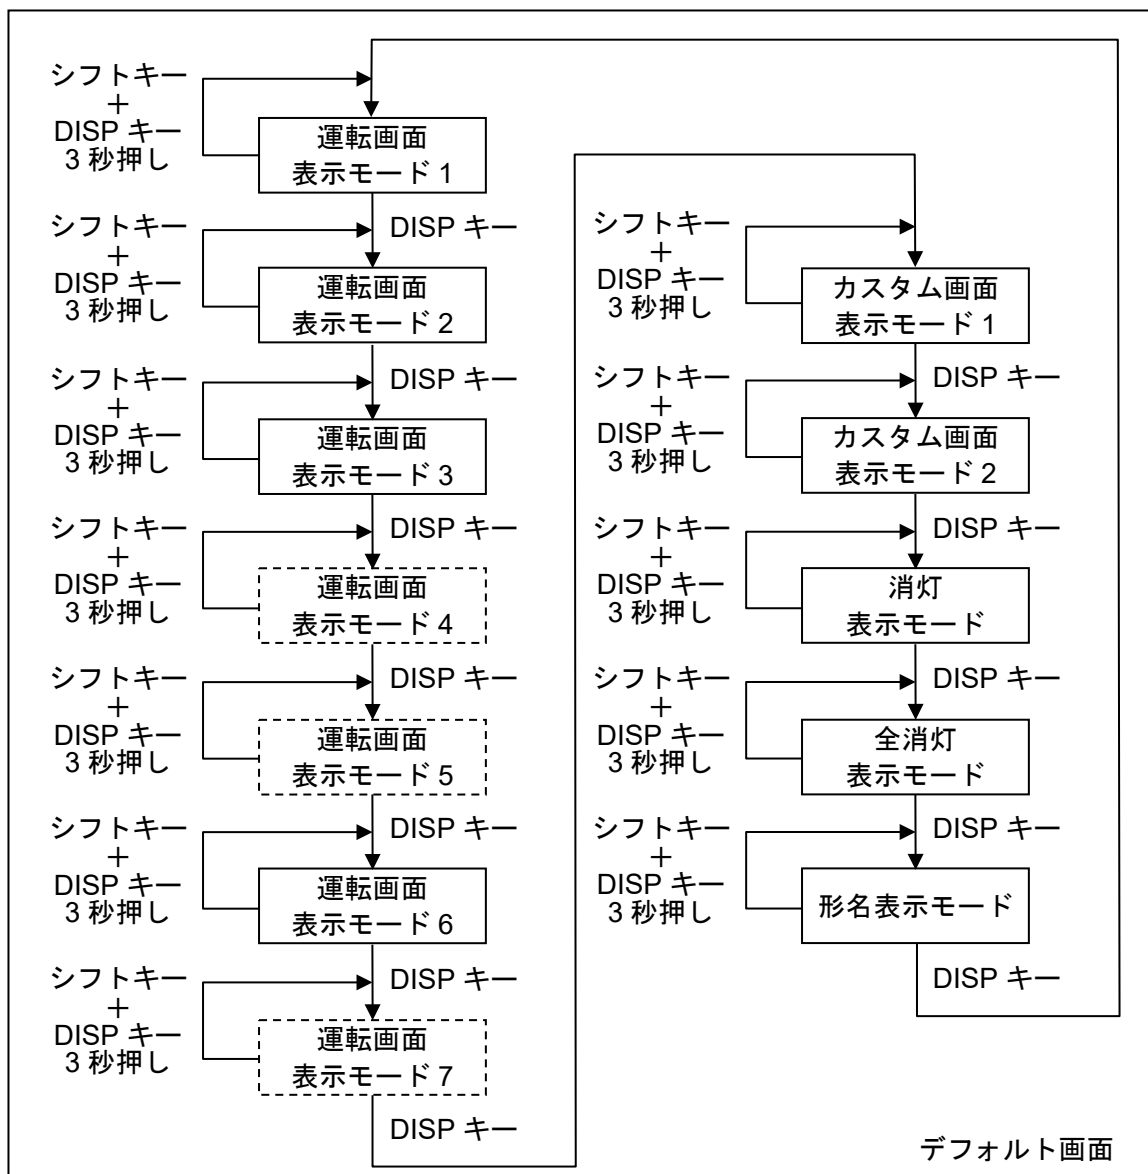 シフトキー
＋
DISP キー
3 秒押し
運転画面
表示モード 1
DISP キー
シフトキー
＋
DISP キー
3 秒押し
運転画面
表示モード 2
DISP キー
シフトキー
＋
DISP キー
3 秒押し
運転画面
表示モード 3
DISP キー
シフトキー
＋
DISP キー
3 秒押し
運転画面
表示モード 4
DISP キー
シフトキー
＋
DISP キー
3 秒押し
運転画面
表示モード 5
DISP キー
シフトキー
＋
DISP キー
3 秒押し
運転画面
表示モード 6
DISP キー
シフトキー
＋
DISP キー
3 秒押し
運転画面
表示モード 7
DISP キー
シフトキー
＋
DISP キー
3 秒押し
カスタム画面
表示モード 1
DISP キー
シフトキー
＋
DISP キー
3 秒押し
カスタム画面
表示モード 2
DISP キー
シフトキー
＋
DISP キー
3 秒押し
消灯
表示モード
DISP キー
シフトキー
＋
DISP キー
3 秒押し
全消灯
表示モード
DISP キー
シフトキー
＋
DISP キー
3 秒押し
形名表示モード
DISP キー
デフォルト画面